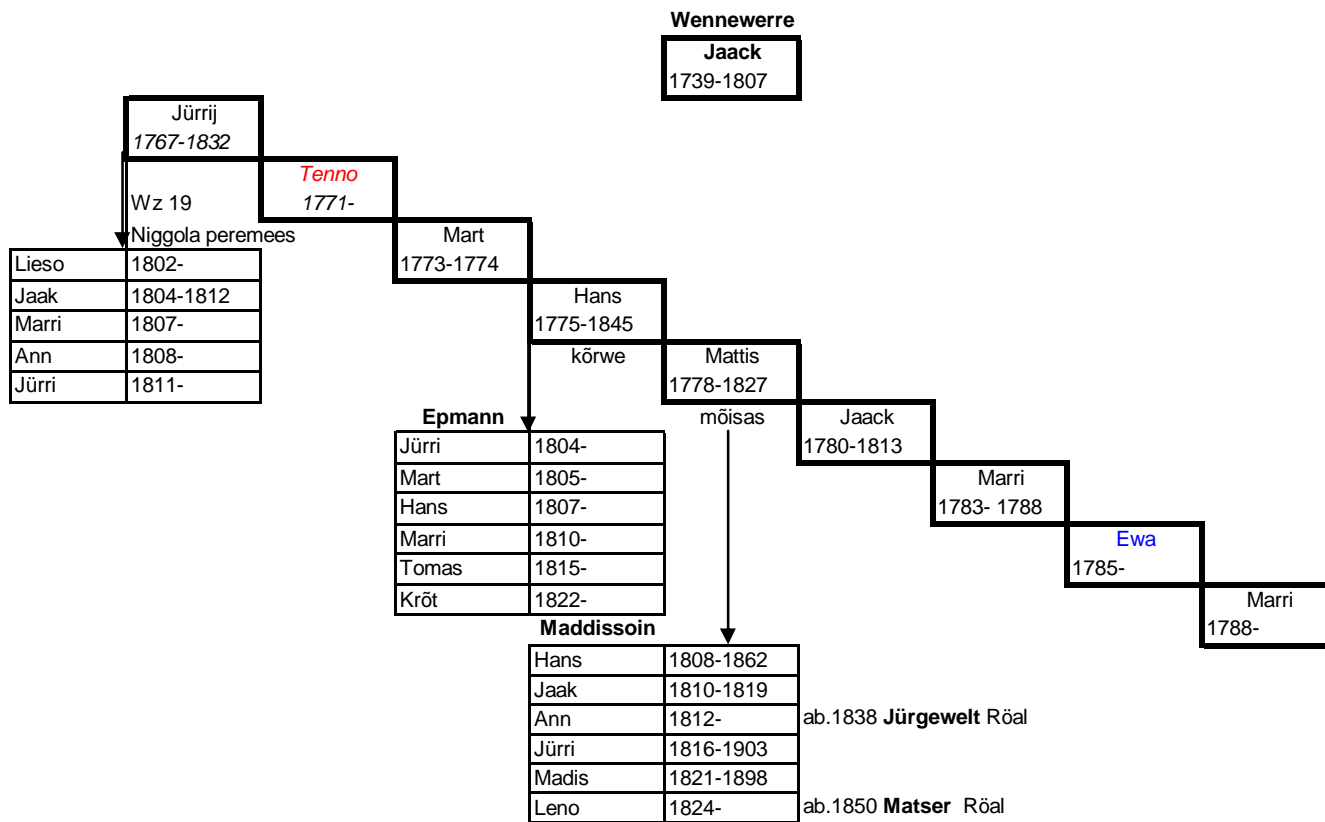 Wennewerre
Jaack
1739-1807
Jürrij
1767-1832
Tenno
Wz 19
1771-
Niggola peremees
Mart
Lieso 1802-
1773-1774
Jaak 1804-1812
Hans
Marri 1807-
1775-1845
Ann 1808-
kõrwe
Mattis
Jürri 1811-
1778-1827
Epmann
mõisas
Jaack
Jürri 1804-
1780-1813
Mart 1805-
Marri
Hans 1807-
1783- 1788
Marri 1810-
Ewa
Tomas 1815-
1785-
Krõt 1822-
Marri
Maddissoin
1788-
Hans 1808-1862
Jaak 1810-1819
Ann 1812- ab.1838 Jürgewelt Röal
Jürri 1816-1903
Madis 1821-1898
Leno 1824- ab.1850 Matser Röal